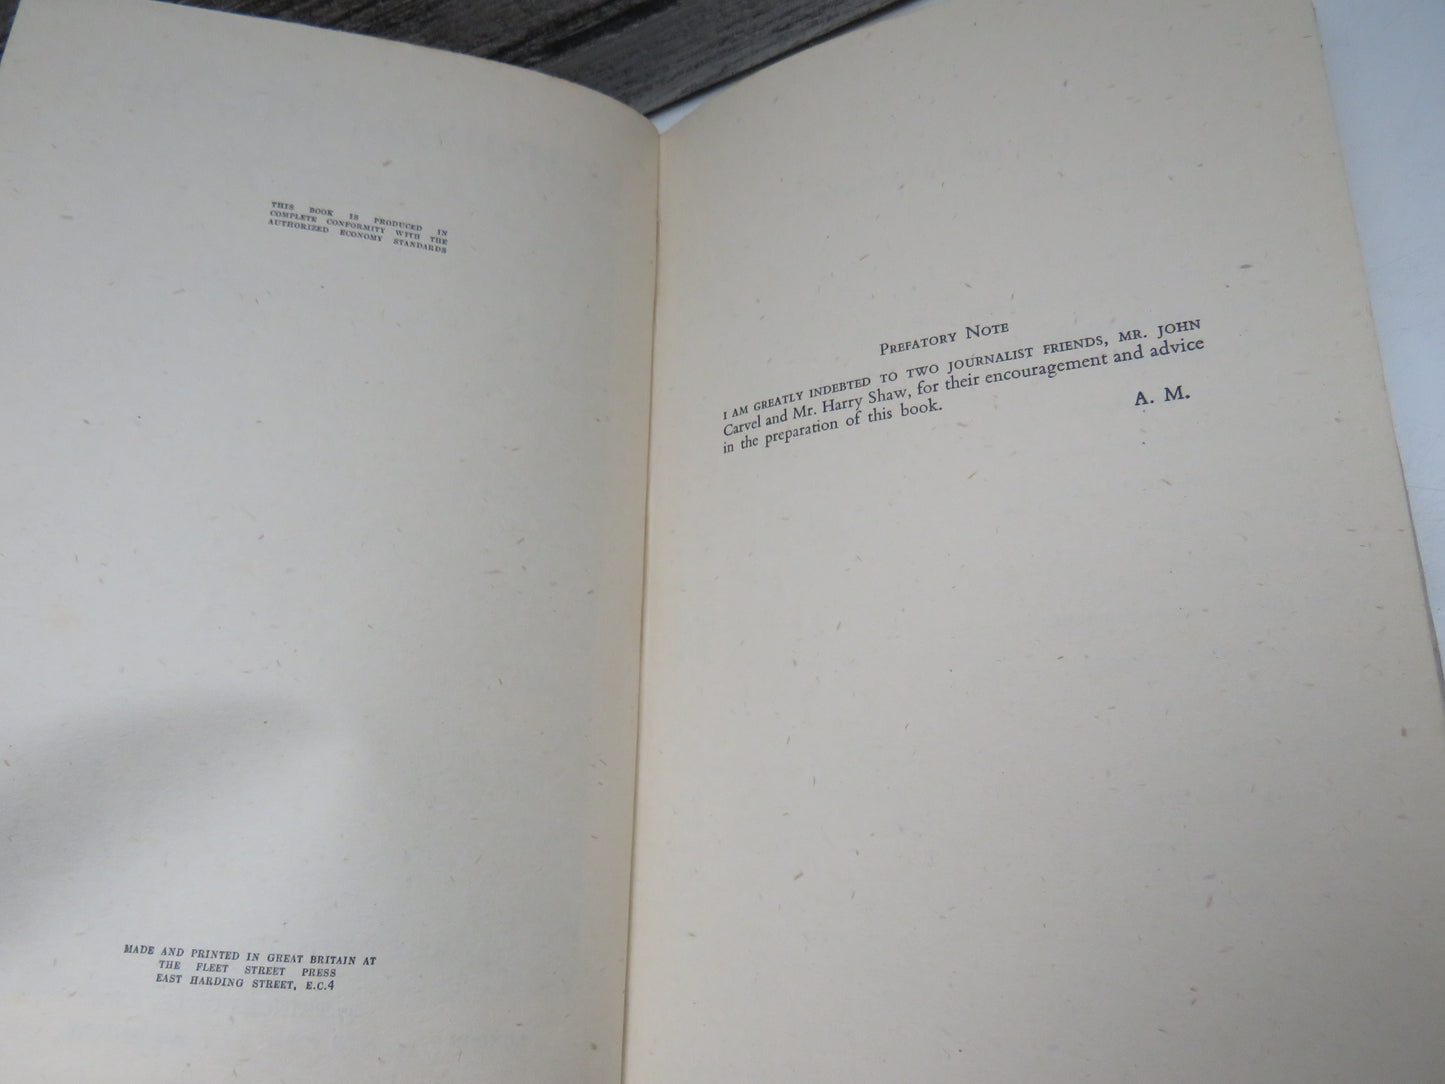 THIS BOOK IS PRODUCED IN
COMPLETE CONFORMITY WITH THE
AUTHORIZED ECONOMY STANDARDS
MADE AND PRINTED IN GREAT BRITAIN AT
THE FLEET STREET PRESS
EAST HARDING STREET, E.C.4
PREFATORY NOTE
I AM GREATLY INDEBTED TO TWO JOURNALIST FRIENDS, MR. JOHN
Carvel and Mr. Harry Shaw, for their encouragement and advice
in the preparation of this book.
A. M.